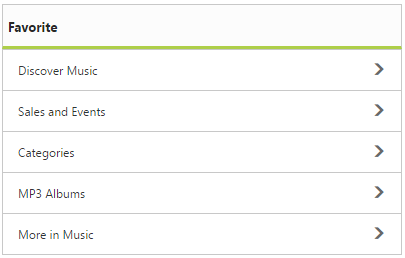 Favorite
Discover Music
Sales and Events
Categories
MP3 Albums
More in Music